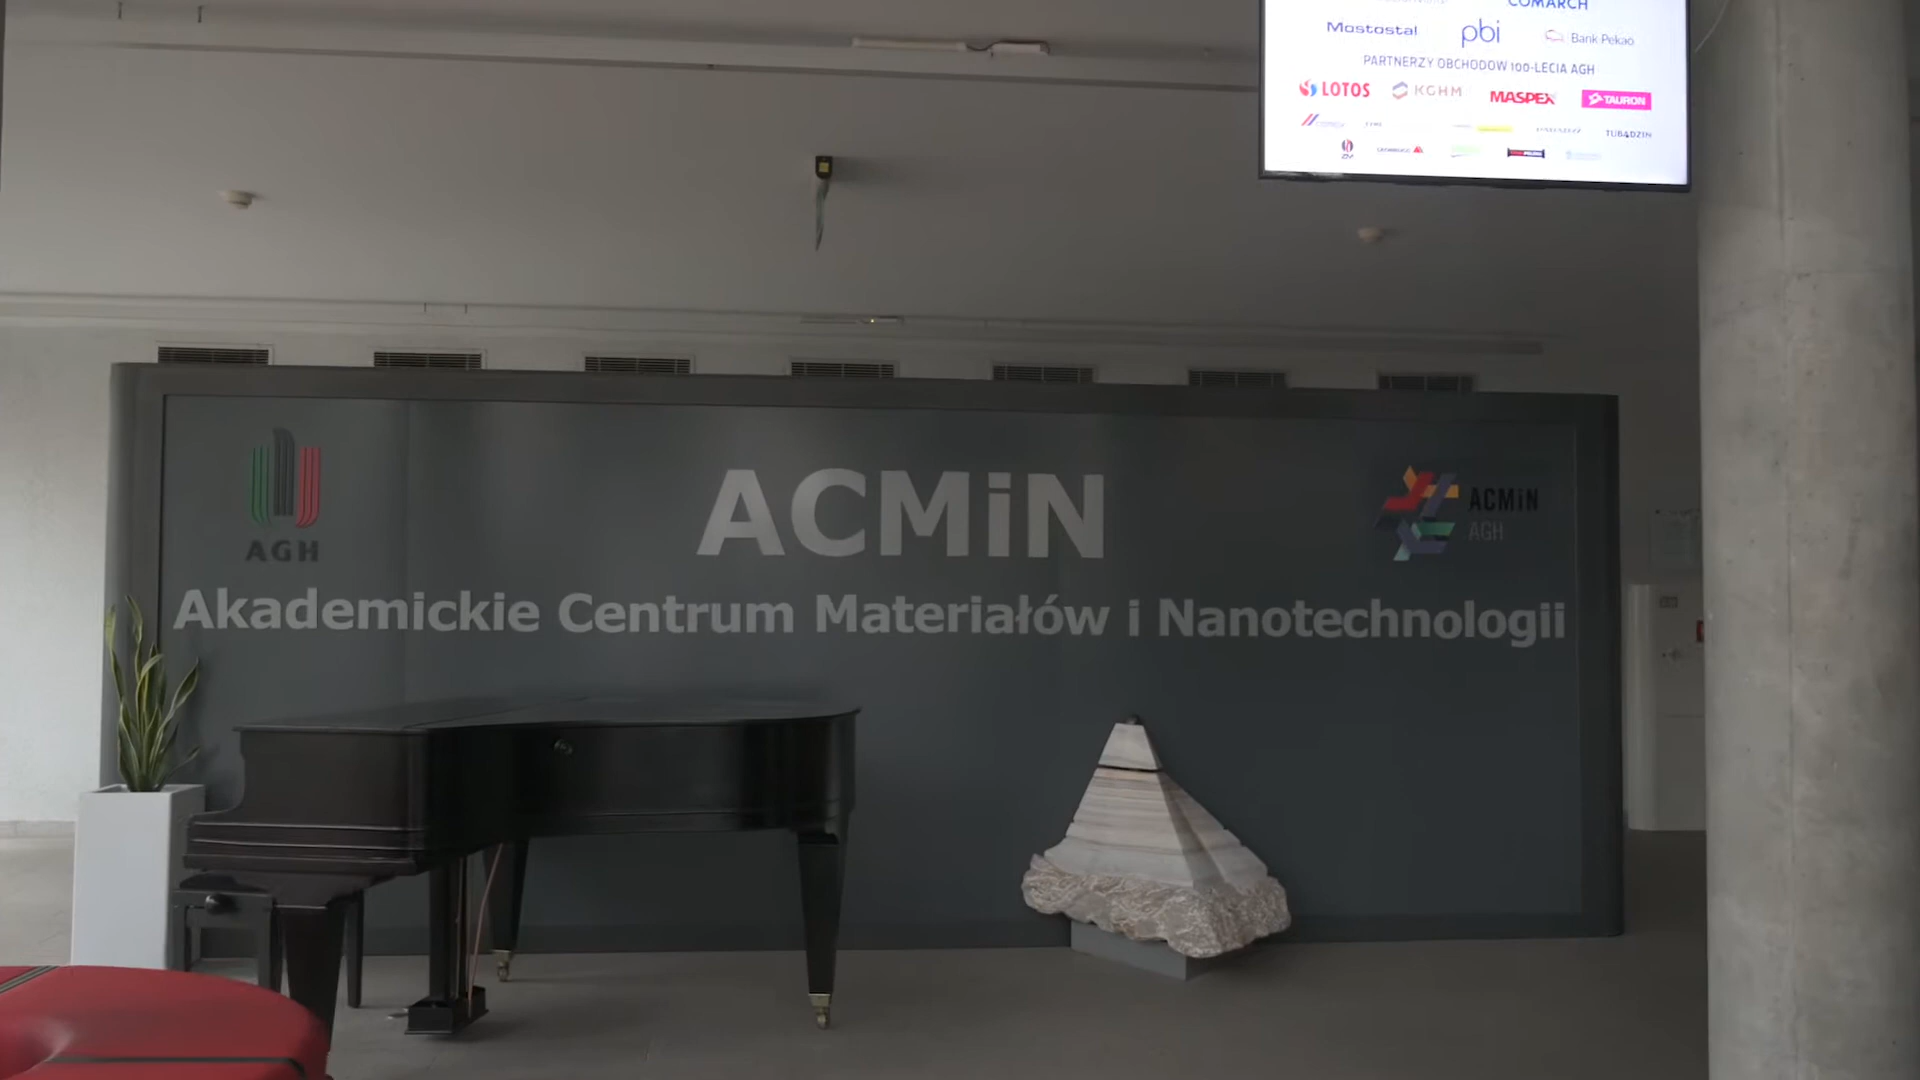 COMARCH
Mostostal pbi Bank Pekao
PARTNERZY OBCHODÓW 100-LECIA AGH
LOTOS KGHM MASPEX TAURON
TUBĄDZIN
ACMiN
AGH
ACMiN
AGH
Akademickie Centrum Materiałów i Nanotechnologii